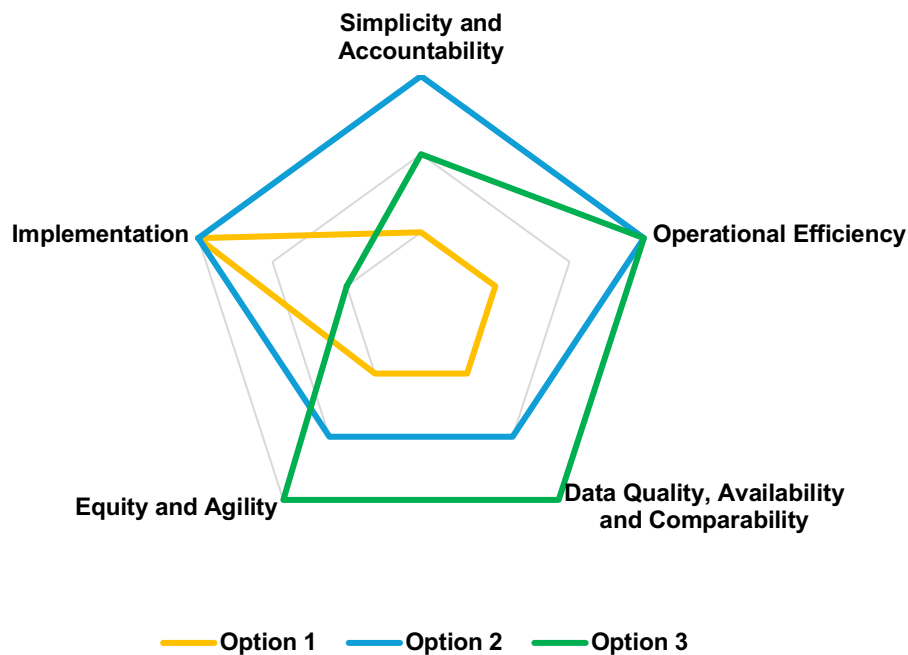 Simplicity and
Accountability
Implementation
Operational Efficiency
Equity and Agility
Data Quality, Availability
and Comparability
Option 1
Option 2
Option 3